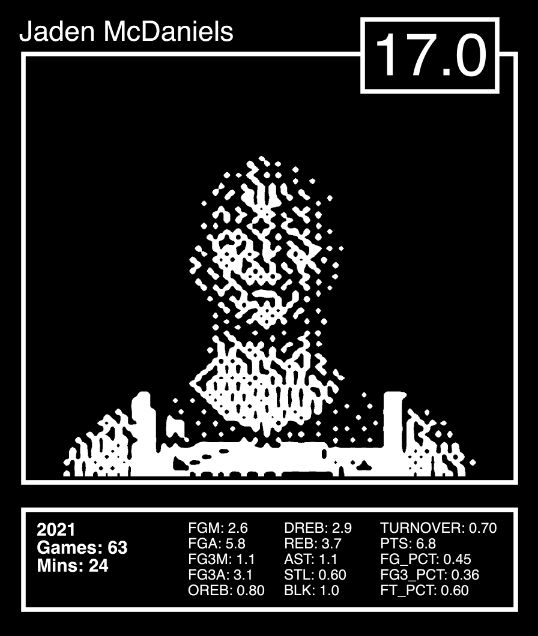 Jaden McDaniels
17.0
2021
Games: 63
Mins: 24
FGM: 2.6
FGA: 5.8
FG3M: 1.1
FG3A: 3.1
OREB: 0.80
DREB: 2.9
REB: 3.7
AST: 1.1
STL: 0.60
BLK: 1.0
TURNOVER: 0.70
PTS: 6.8
FG_PCT: 0.45
FG3_PCT: 0.36
FT_PCT: 0.60